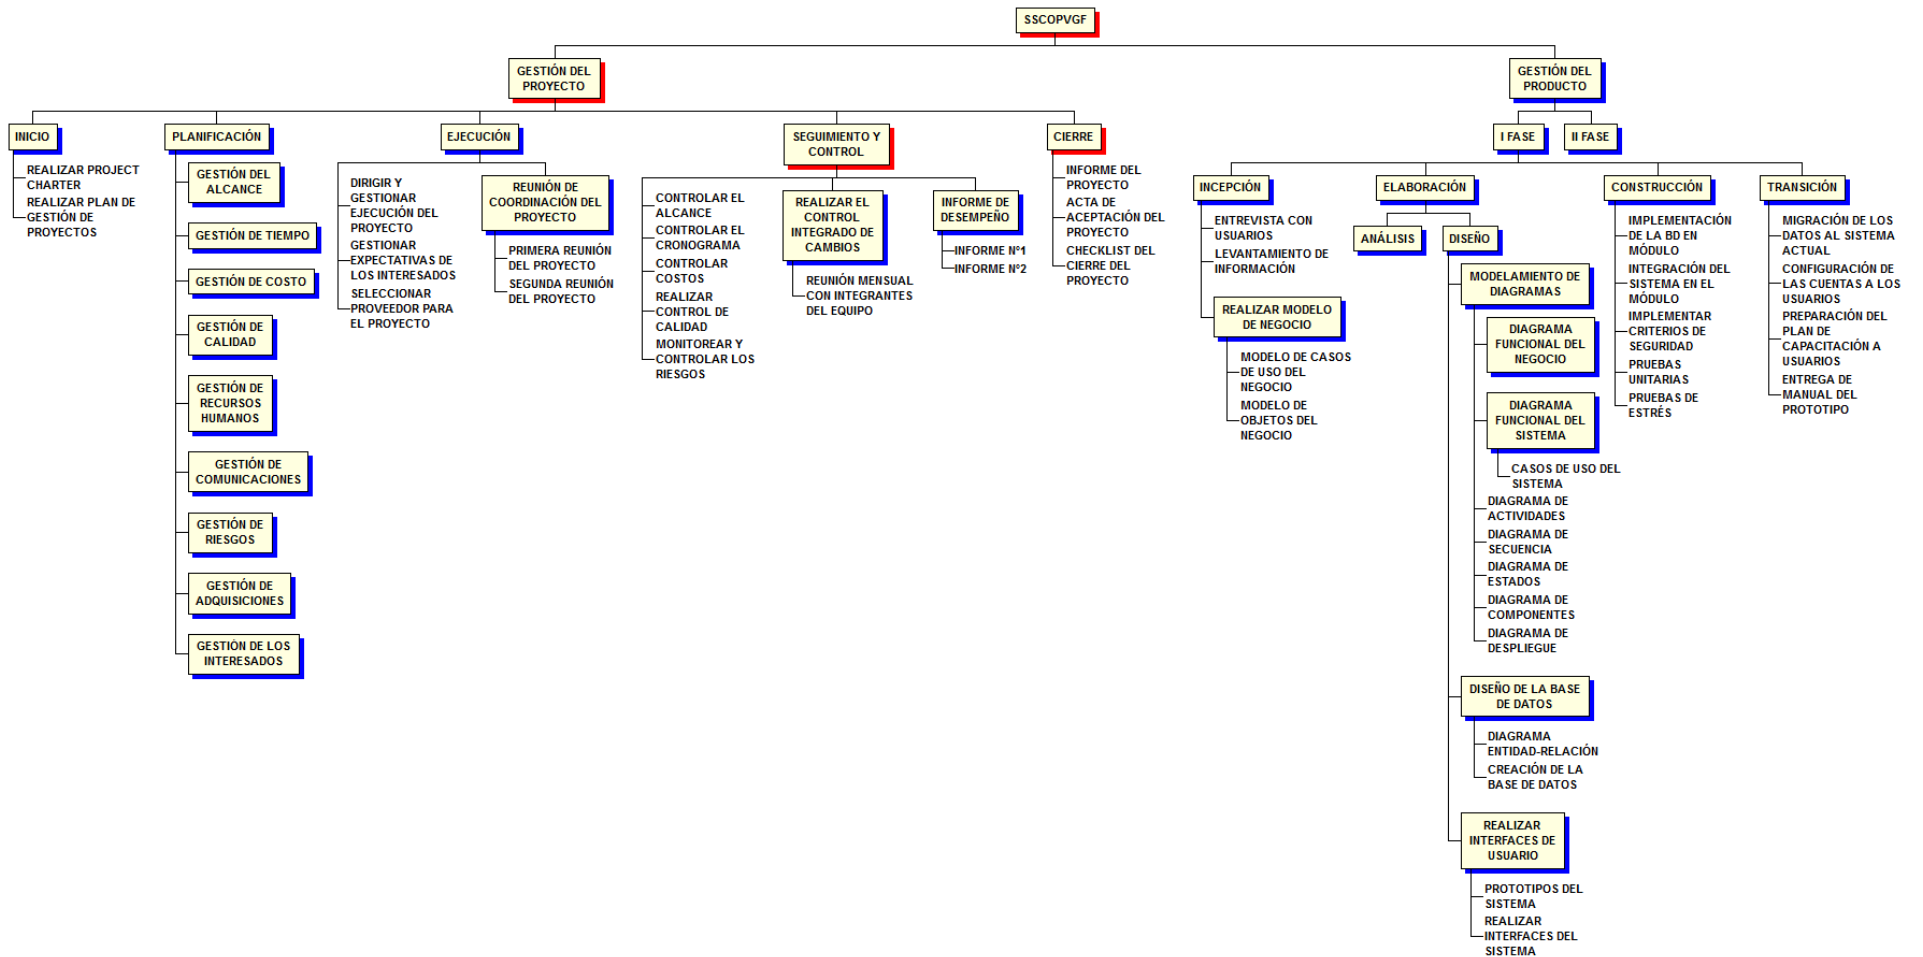 SSCOPVGF
GESTIÓN DEL
PROYECTO
GESTIÓN DEL
PRODUCTO
INICIO
REALIZAR PROJECT
CHARTER
REALIZAR PLAN DE
GESTIÓN DE
PROYECTOS
PLANIFICACIÓN
GESTIÓN DEL
ALCANCE
GESTIÓN DE TIEMPO
GESTIÓN DE COSTO
GESTIÓN DE
CALIDAD
GESTIÓN DE
RECURSOS
HUMANOS
GESTIÓN DE
COMUNICACIONES
GESTIÓN DE
RIESGOS
GESTIÓN DE
ADQUISICIONES
GESTIÓN DE LOS
INTERESADOS
EJECUCIÓN
DIRIGIR Y
GESTIONAR
EJECUCIÓN DEL
PROYECTO
GESTIONAR
EXPECTATIVAS DE
LOS INTERESADOS
SELECCIONAR
PROVEEDOR PARA
EL PROYECTO
REUNIÓN DE
COORDINACIÓN DEL
PROYECTO
PRIMERA REUNIÓN
DEL PROYECTO
SEGUNDA REUNIÓN
DEL PROYECTO
SEGUIMIENTO Y
CONTROL
CONTROLAR EL
ALCANCE
CONTROLAR EL
CRONOGRAMA
CONTROLAR
COSTOS
REALIZAR
CONTROL DE
CALIDAD
MONITOREAR Y
CONTROLAR LOS
RIESGOS
REALIZAR EL
CONTROL
INTEGRADO DE
CAMBIOS
REUNIÓN MENSUAL
CON INTEGRANTES
DEL EQUIPO
INFORME DE
DESEMPEÑO
INFORME Nº1
INFORME Nº2
CIERRE
INFORME DEL
PROYECTO
ACTA DE
ACEPTACIÓN DEL
PROYECTO
CHECKLIST DEL
CIERRE DEL
PROYECTO
I FASE
II FASE
INCEPCIÓN
ENTREVISTA CON
USUARIOS
LEVANTAMIENTO DE
INFORMACIÓN
REALIZAR MODELO
DE NEGOCIO
MODELO DE CASOS
DE USO DEL
NEGOCIO
MODELO DE
OBJETOS DEL
NEGOCIO
ELABORACIÓN
ANÁLISIS
DISEÑO
MODELAMIENTO DE
DIAGRAMAS
DIAGRAMA
FUNCIONAL DEL
NEGOCIO
DIAGRAMA
FUNCIONAL DEL
SISTEMA
CASOS DE USO DEL
SISTEMA
DIAGRAMA DE
ACTIVIDADES
DIAGRAMA DE
SECUENCIA
DIAGRAMA DE
ESTADOS
DIAGRAMA DE
COMPONENTES
DIAGRAMA DE
DESPLIEGUE
DISEÑO DE LA BASE
DE DATOS
DIAGRAMA
ENTIDAD-RELACIÓN
CREACIÓN DE LA
BASE DE DATOS
REALIZAR
INTERFACES DE
USUARIO
PROTOTIPOS DEL
SISTEMA
REALIZAR
INTERFACES DEL
SISTEMA
CONSTRUCCIÓN
IMPLEMENTACIÓN
DE LA BD EN
MÓDULO
INTEGRACIÓN DEL
SISTEMA EN EL
MÓDULO
IMPLEMENTAR
CRITERIOS DE
SEGURIDAD
PRUEBAS
UNITARIAS
PRUEBAS DE
ESTRÉS
TRANSICIÓN
MIGRACIÓN DE LOS
DATOS AL SISTEMA
ACTUAL
CONFIGURACIÓN DE
LAS CUENTAS A LOS
USUARIOS
PREPARACIÓN DEL
PLAN DE
CAPACITACIÓN A
USUARIOS
ENTREGA DE
MANUAL DEL
PROTOTIPO